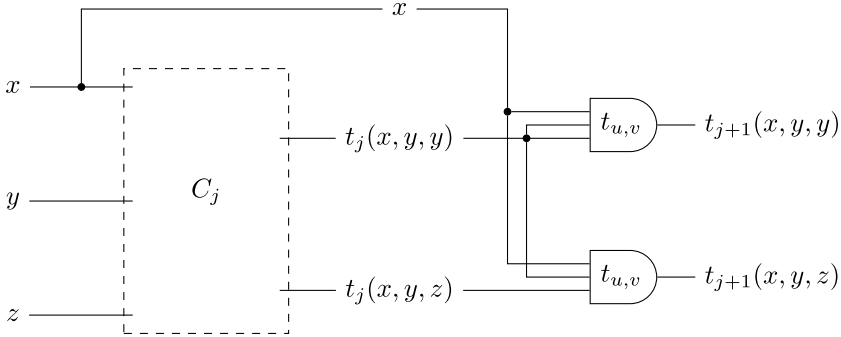 x
x
t_j(x, y, y)
t_{u,v}
t_{j+1}(x, y, y)
y
C_j
z
t_j(x, y, z)
t_{u,v}
t_{j+1}(x, y, z)